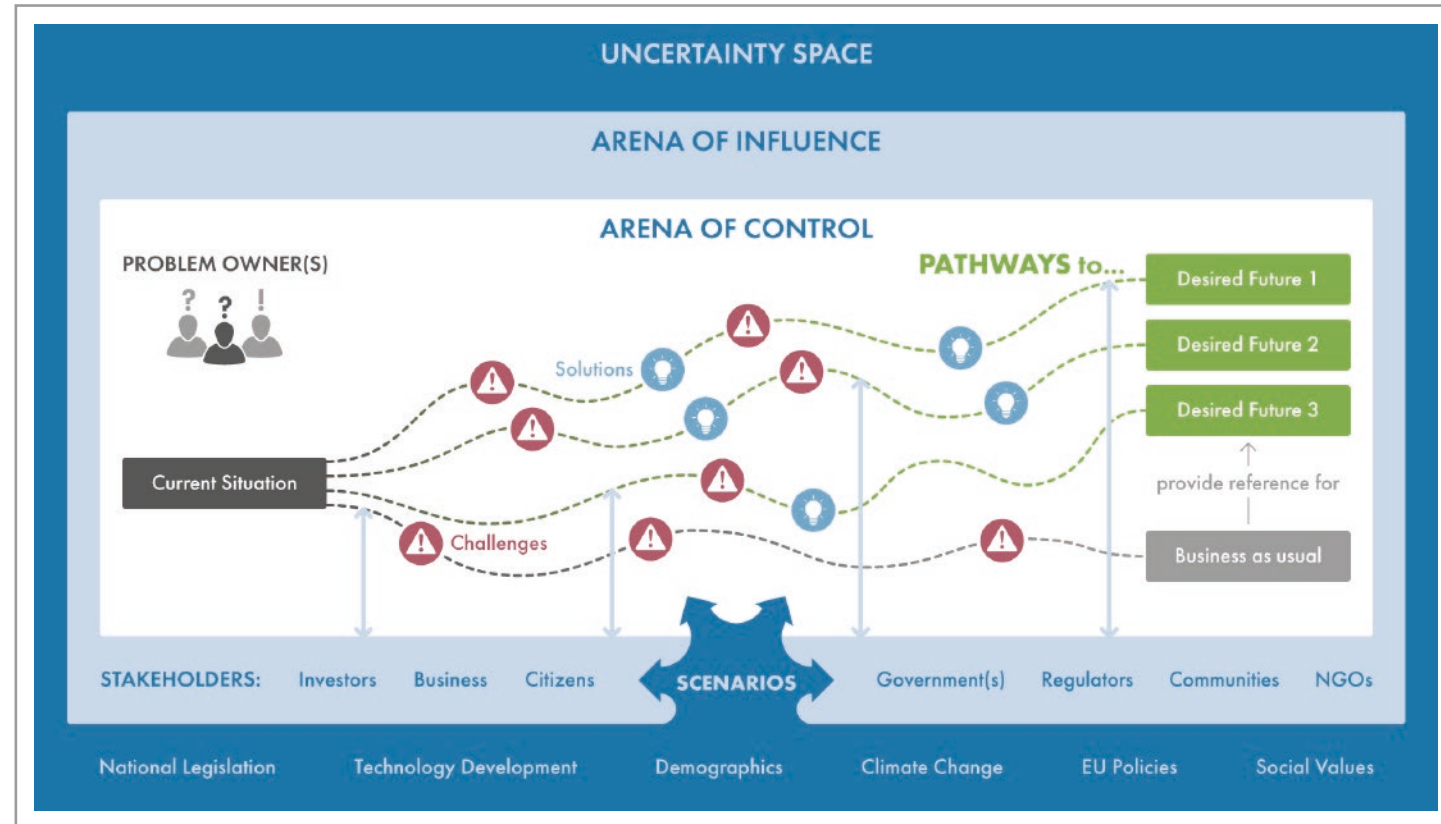 UNCERTAINTY SPACE
ARENA OF INFLUENCE
ARENA OF CONTROL
PROBLEM OWNER(S)
? ? !
PATHWAYS to...
Desired Future 1
Desired Future 2
Desired Future 3
Solutions
Current Situation
provide reference for
Challenges
Business as usual
STAKEHOLDERS: Investors Business Citizens SCENARIOS Government(s) Regulators Communities NGOs
National Legislation Technology Development Demographics Climate Change EU Policies Social Values